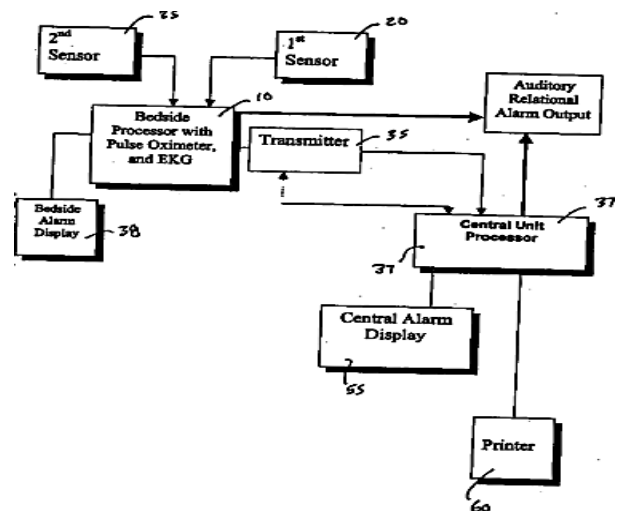 25
20
2nd
Sensor
1st
Sensor
10
Bedside
Processor with
Pulse Oximeter,
and EKG
Auditory
Relational
Alarm Output
Transmitter
35
Bedside
Alarm
Display
38
37
Central Unit
Processor
37
Central Alarm
Display
55
Printer
60